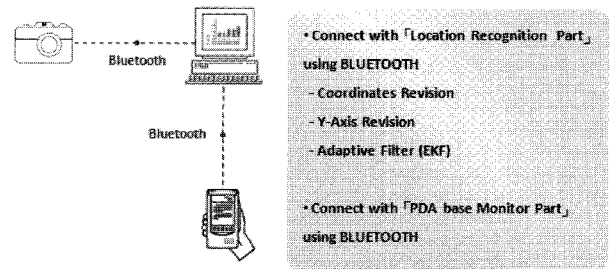 Bluetooth
Bluetooth
• Connect with「Location Recognition Part」
using BLUETOOTH
- Coordinates Revision
- Y-Axis Revision
- Adaptive Filter (EKF)
• Connect with「PDA base Monitor Part」
using BLUETOOTH